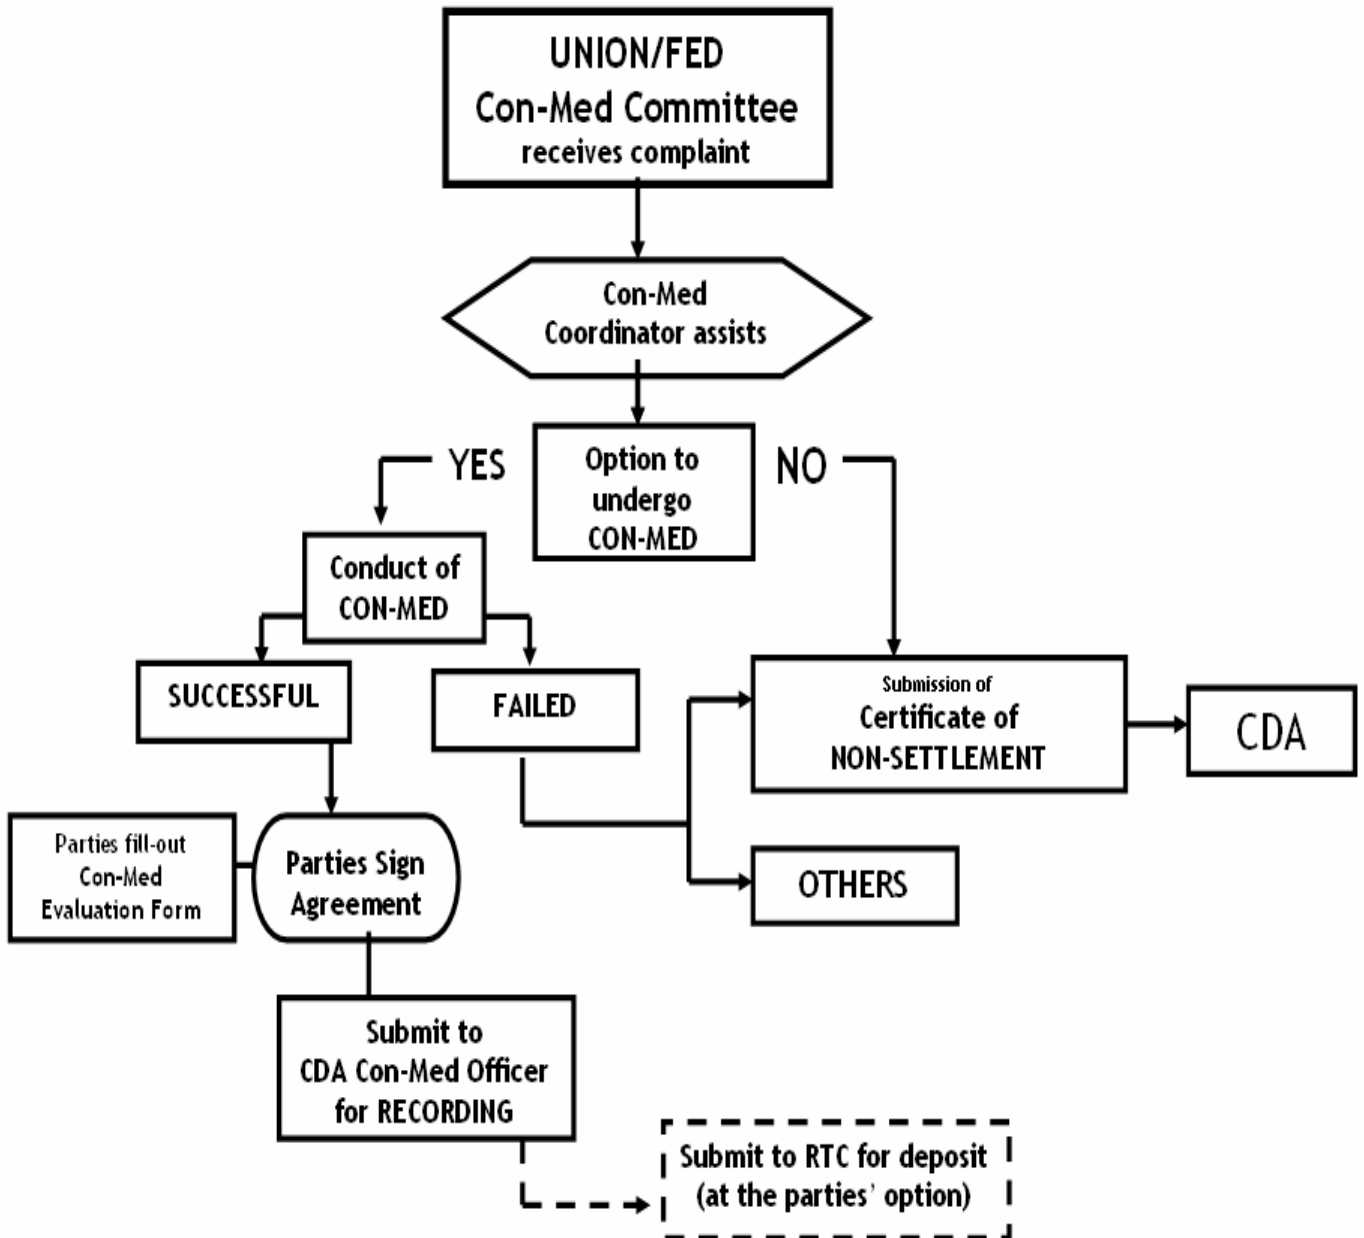 UNION/FED
Con-Med Committee
receives complaint
Con-Med
Coordinator assists
YES
Option to
undergo
CON-MED
NO
Conduct of
CON-MED
SUCCESSFUL
FAILED
Submission of
Certificate of
NON-SETTLEMENT
CDA
Parties fill-out
Con-Med
Evaluation Form
Parties Sign
Agreement
OTHERS
Submit to
CDA Con-Med Officer
for RECORDING
Submit to RTC for deposit
(at the parties' option)